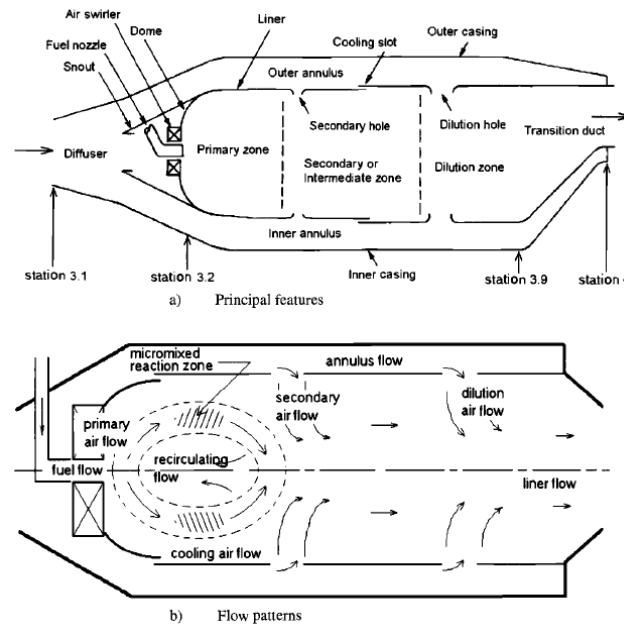 Air swirler
Fuel nozzle
Snout
Dome
Liner
Cooling slot
Outer casing
Outer annulus
Secondary hole
Dilution hole
Transition duct
Diffuser
Primary zone
Secondary or
Intermediate zone
Dilution zone
Inner annulus
Inner casing
station 3.1
station 3.2
station 3.9
station
a) Principal features
micromixed
reaction zone
annulus flow
primary
air flow
secondary
air flow
dilution
air flow
fuel flow
recirculating
flow
liner flow
cooling air flow
b) Flow patterns